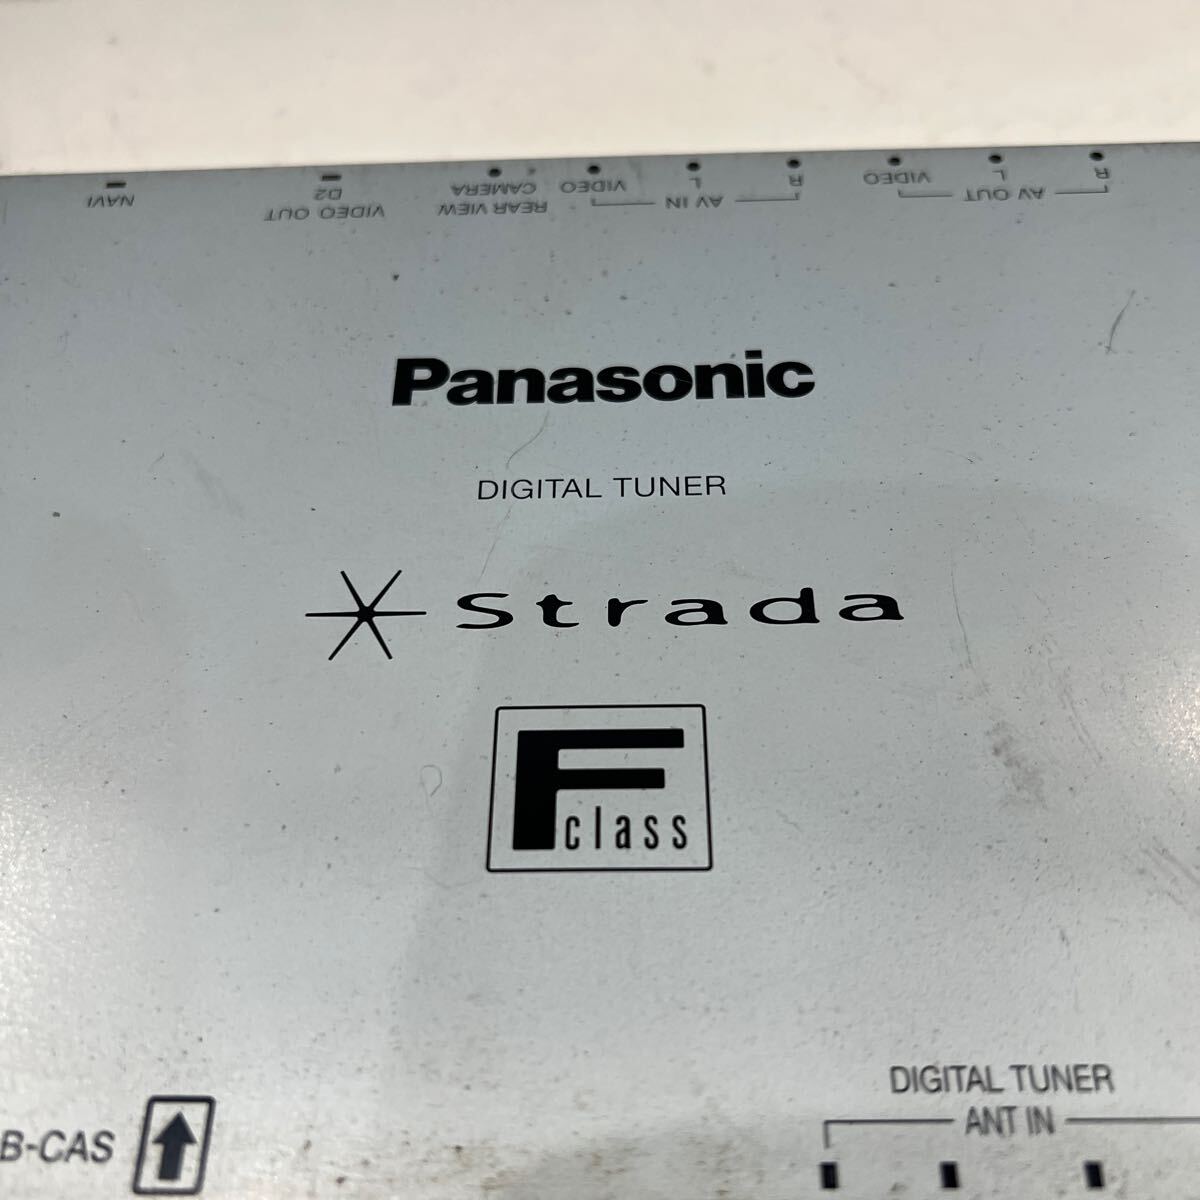 NAVI
VIDEO OUT
D2
REAR VIEW
CAMERA
AV IN
VIDEO L R
AV OUT
VIDEO L R
Panasonic
DIGITAL TUNER
Strada
F class
DIGITAL TUNER
ANT IN
B-CAS